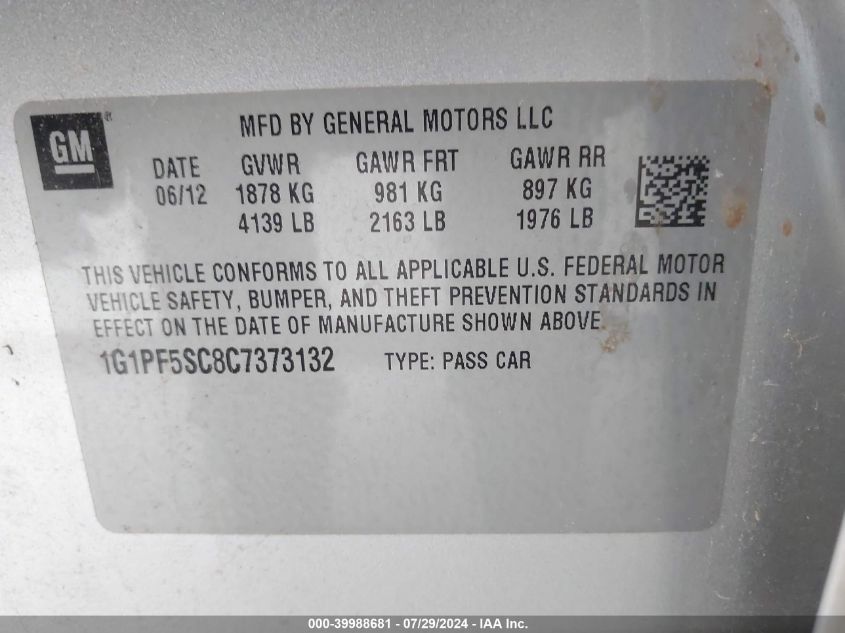 GM®
MFD BY GENERAL MOTORS LLC
DATE GVWR GAWR FRT GAWR RR
06/12 1878 KG 981 KG 897 KG
4139 LB 2163 LB 1976 LB
THIS VEHICLE CONFORMS TO ALL APPLICABLE U.S. FEDERAL MOTOR
VEHICLE SAFETY, BUMPER, AND THEFT PREVENTION STANDARDS IN
EFFECT ON THE DATE OF MANUFACTURE SHOWN ABOVE.
1G1PF5SC8C7373132 TYPE: PASS CAR
000-39988681 - 07/29/2024 - IAA Inc.